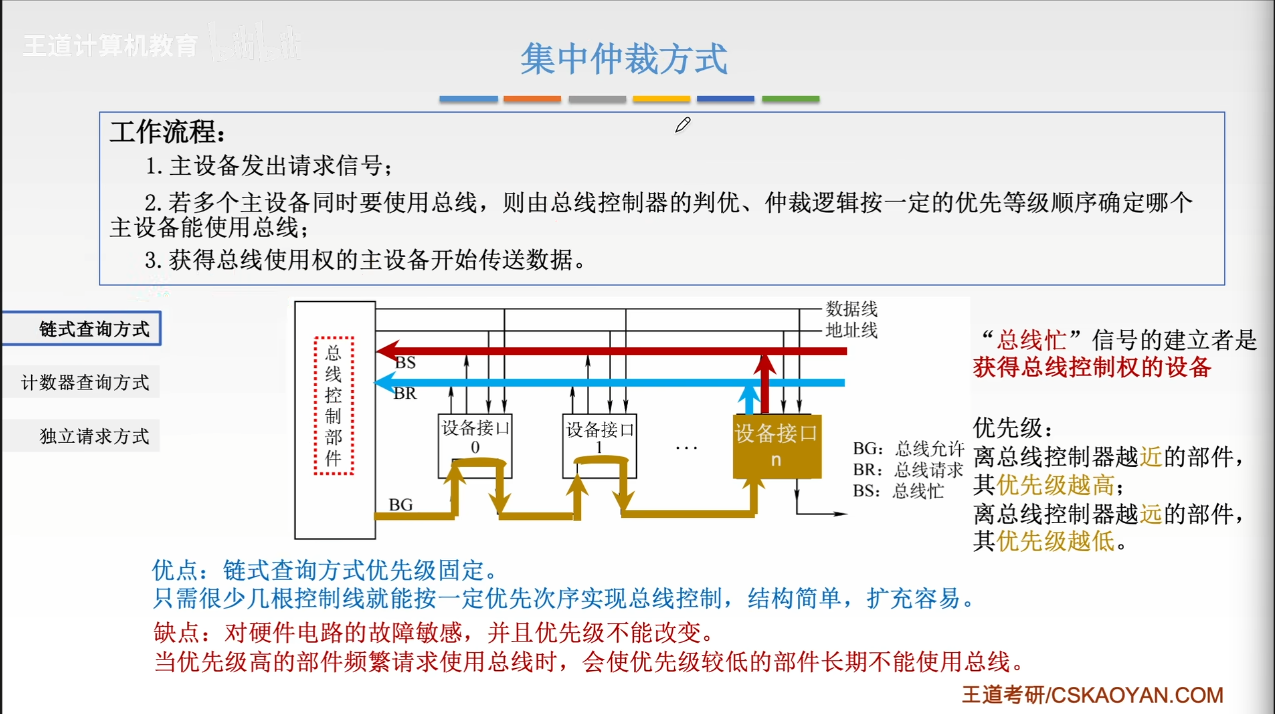 王道计算机教育
集中仲裁方式
工作流程：
1.主设备发出请求信号；
2.若多个主设备同时要使用总线，则由总线控制器的判优、仲裁逻辑按一定的优先等级顺序确定哪个
主设备能使用总线；
3.获得总线使用权的主设备开始传送数据。
链式查询方式
计数器查询方式
独立请求方式
总线控制部件
数据线
地址线
BS
BR
设备接口
0
设备接口
1
…
设备接口
n
BG
BG：总线允许
BR：总线请求
BS：总线忙
“总线忙”信号的建立者是
获得总线控制权的设备
优先级：
离总线控制器越近的部件，
其优先级越高；
离总线控制器越远的部件，
其优先级越低。
优点：链式查询方式优先级固定。
只需很少几根控制线就能按一定优先次序实现总线控制，结构简单，扩充容易。
缺点：对硬件电路的故障敏感，并且优先级不能改变。
当优先级高的部件频繁请求使用总线时，会使优先级较低的部件长期不能使用总线。
王道考研/CSKAOYAN.COM